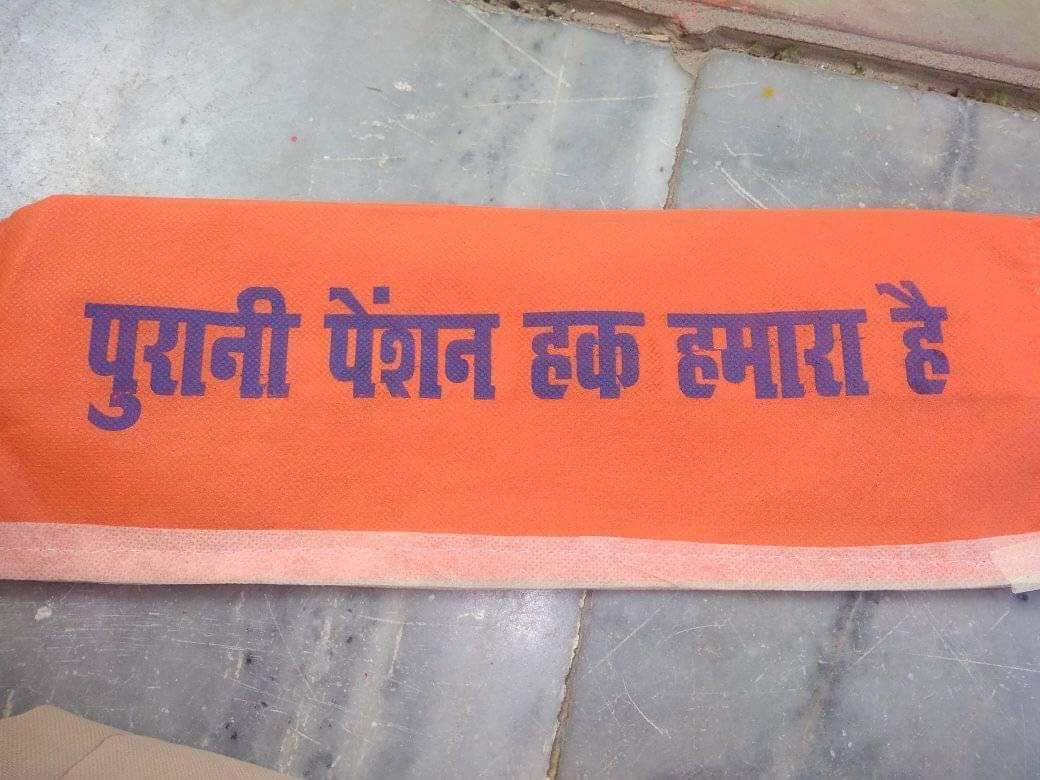 पुरानी पेंशन हक हमारा है